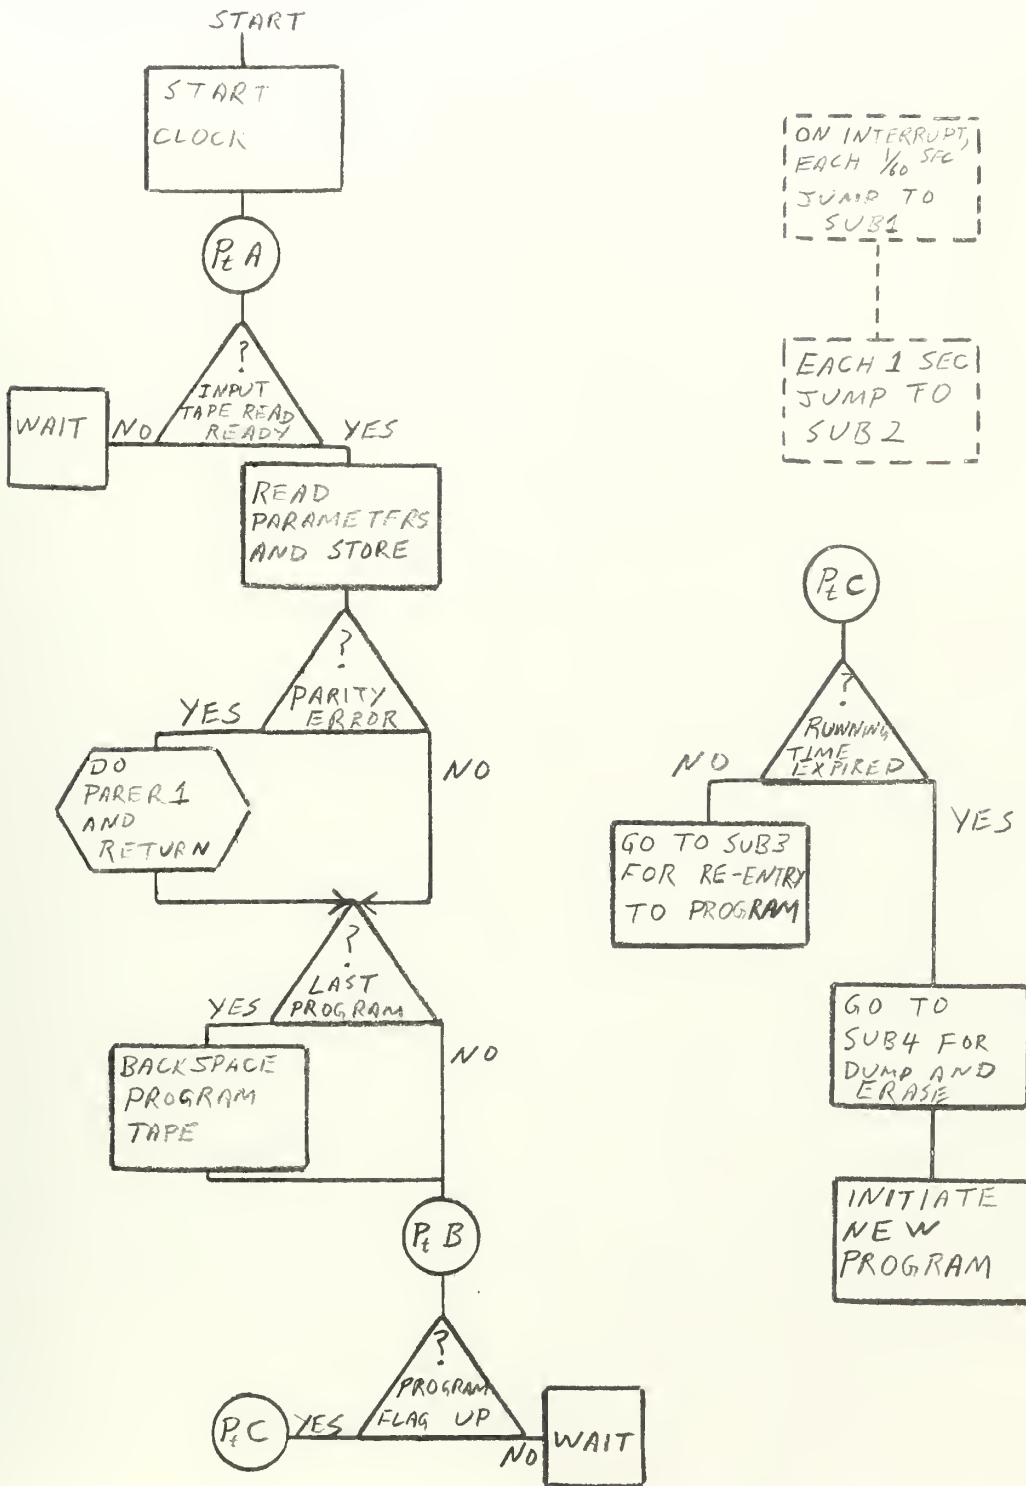 START
START
CLOCK
Pt A
?
INPUT
TAPE READ
READY
NO
YES
WAIT
READ
PARAMETERS
AND STORE
?
PARITY
ERROR
YES
NO
DO
PARER1
AND
RETURN
?
LAST
PROGRAM
YES
NO
BACKSPACE
PROGRAM
TAPE
Pt B
?
PROGRAM
FLAG UP
YES
NO
Pt C
WAIT
ON INTERRUPT,
EACH 1/60 SEC
JUMP TO
SUB1
EACH 1 SEC
JUMP TO
SUB2
Pt C
?
RUNNING
TIME
EXPIRED
NO
YES
GO TO SUB3
FOR RE-ENTRY
TO PROGRAM
GO TO
SUB4 FOR
DUMP AND
ERASE
INITIATE
NEW
PROGRAM